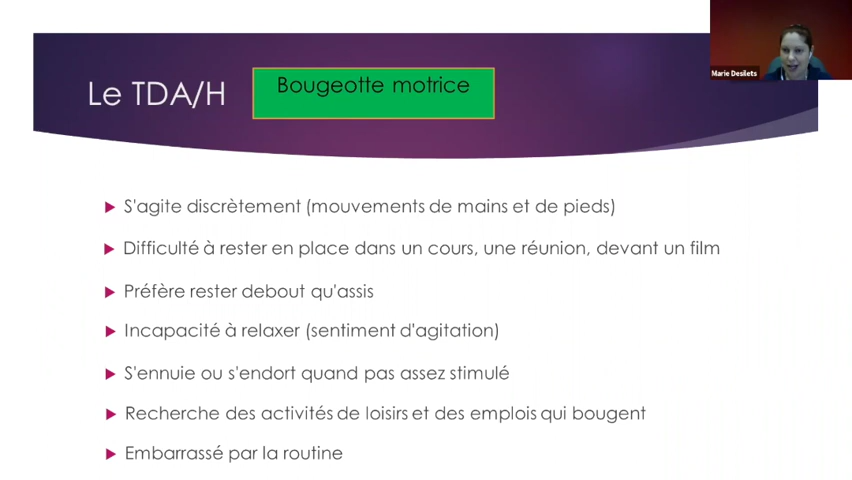 Marie Desilets
Le TDA/H
Bougeotte motrice
S'agite discrètement (mouvements de mains et de pieds)
Difficulté à rester en place dans un cours, une réunion, devant un film
Préfère rester debout qu'assis
Incapacité à relaxer (sentiment d'agitation)
S'ennuie ou s'endort quand pas assez stimulé
Recherche des activités de loisirs et des emplois qui bougent
Embarrassé par la routine